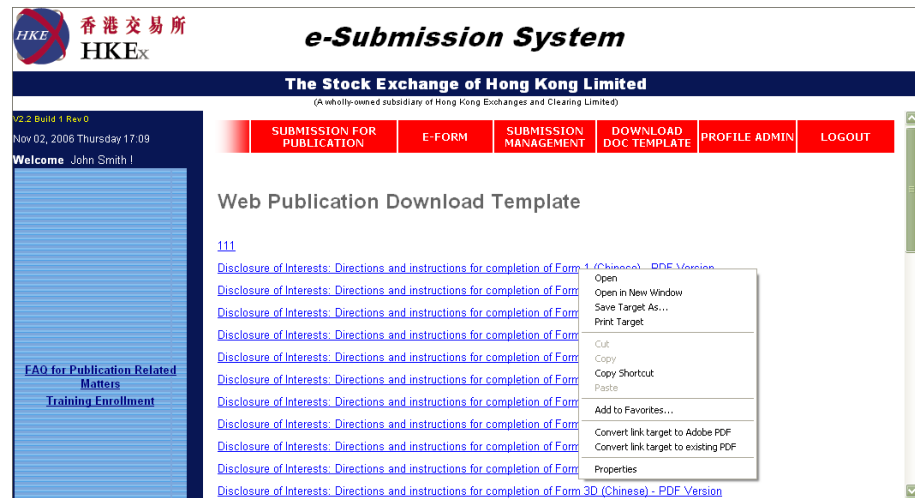 HKE
香港交易所
HKEx
e-Submission System
The Stock Exchange of Hong Kong Limited
(A wholly-owned subsidiary of Hong Kong Exchanges and Clearing Limited)
V2.2 Build 1 Rev 0
Nov 02, 2006 Thursday 17:09
Welcome John Smith !
SUBMISSION FOR
PUBLICATION
E-FORM
SUBMISSION
MANAGEMENT
DOWNLOAD
DOC TEMPLATE
PROFILE ADMIN
LOGOUT
FAQ for Publication Related
Matters
Training Enrollment
Web Publication Download Template
111
Disclosure of Interests: Directions and instructions for completion of Form 1 (Chinese) - PDF Version
Disclosure of Interests: Directions and instructions for completion of Form
Disclosure of Interests: Directions and instructions for completion of Form
Disclosure of Interests: Directions and instructions for completion of Form
Disclosure of Interests: Directions and instructions for completion of Form
Disclosure of Interests: Directions and instructions for completion of Form
Disclosure of Interests: Directions and instructions for completion of Form
Disclosure of Interests: Directions and instructions for completion of Form
Disclosure of Interests: Directions and instructions for completion of Form
Disclosure of Interests: Directions and instructions for completion of Form
Disclosure of Interests: Directions and instructions for completion of Form 3D (Chinese) - PDF Version
Open
Open in New Window
Save Target As...
Print Target
Cut
Copy
Copy Shortcut
Paste
Add to Favorites...
Convert link target to Adobe PDF
Convert link target to existing PDF
Properties